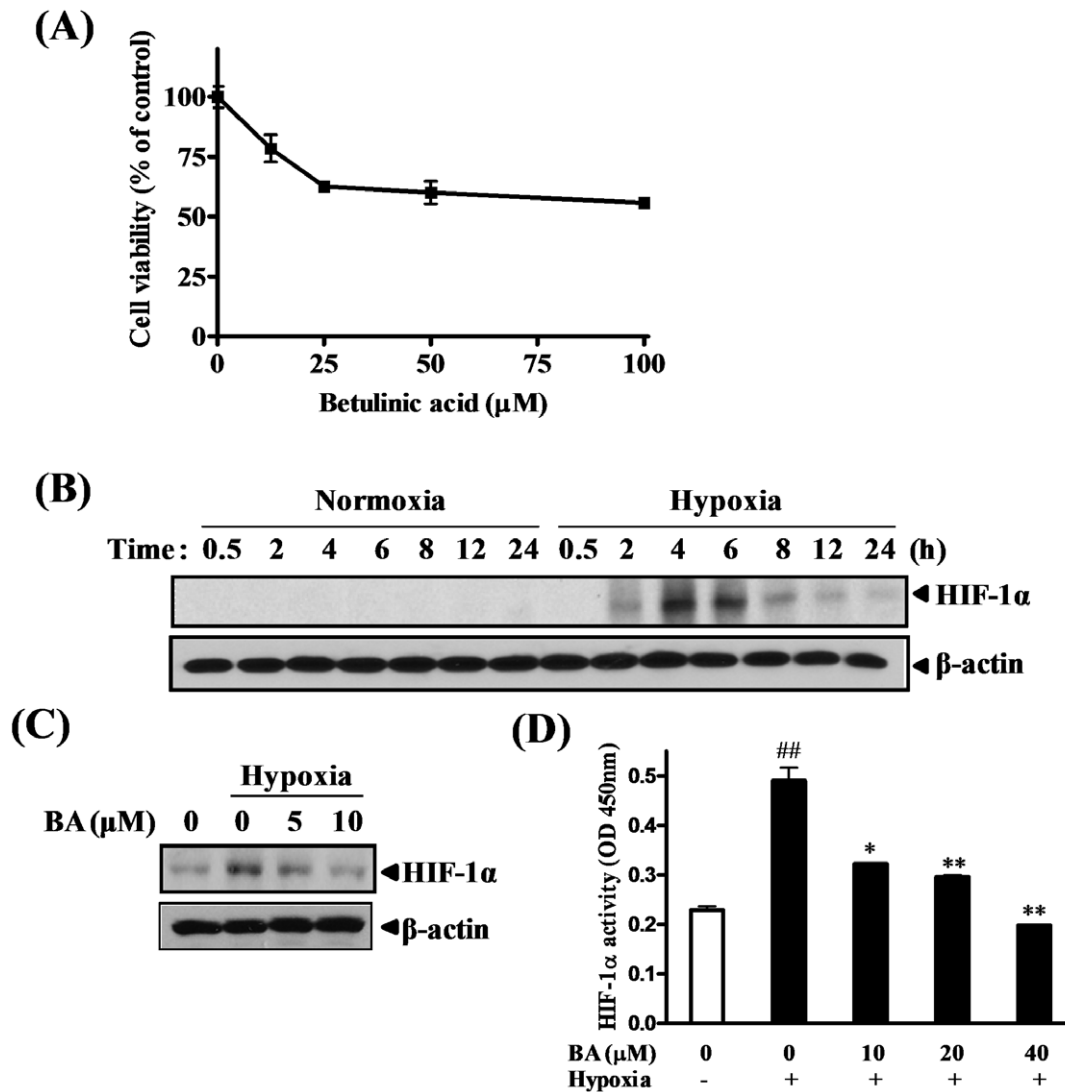 (A)
Cell viability (% of control)
100
75
50
25
0
0 25 50 75 100
Betulinic acid (μM)
(B)
Normoxia Hypoxia
Time : 0.5 2 4 6 8 12 24 0.5 2 4 6 8 12 24 (h)
HIF-1α
β-actin
(C)
Hypoxia
BA (μM) 0 0 5 10
HIF-1α
β-actin
(D)
HIF-1α activity (OD 450nm)
0.5
0.4
0.3
0.2
0.1
0.0
##
*
**
**
BA (μM) 0 0 10 20 40
Hypoxia - + + + +